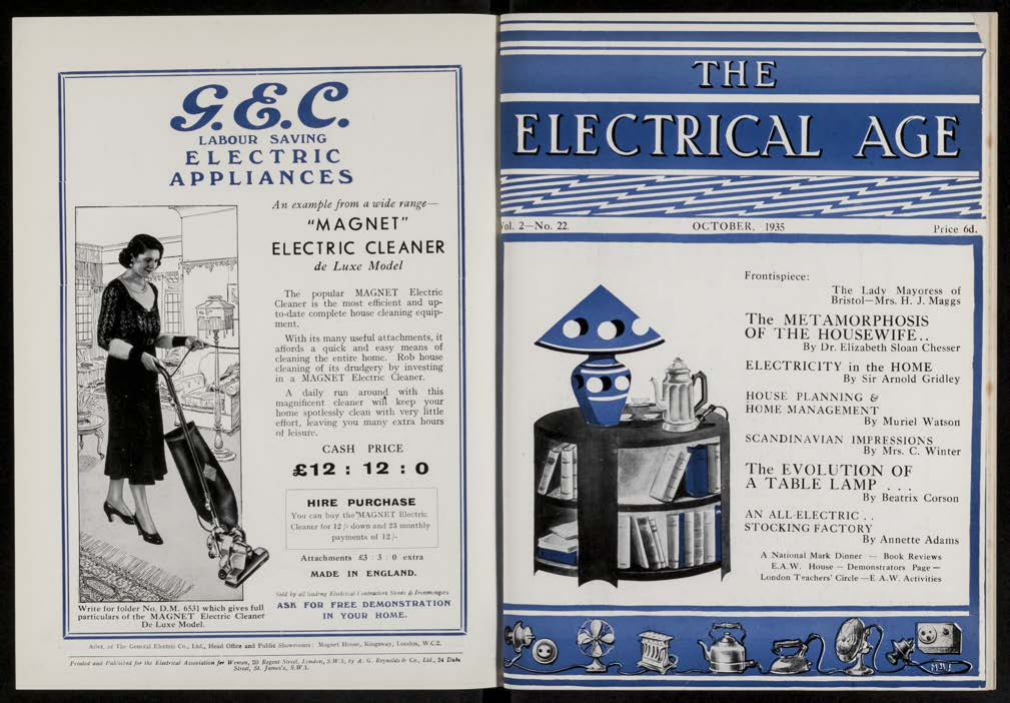 G.E.C.
LABOUR SAVING
ELECTRIC
APPLIANCES
An example from a wide range—
"MAGNET"
ELECTRIC CLEANER
de Luxe Model
The popular MAGNET Electric
Cleaner is the most efficient and up-
to-date complete house cleaning equip-
ment.
With its many useful attachments, it
affords a quick and easy means of
cleaning the entire home. Rob house
cleaning of its drudgery by investing
in a MAGNET Electric Cleaner.
A daily run around with this
magnificent cleaner will keep your
home spotlessly clean with very little
effort, leaving you many extra hours
of leisure.
CASH PRICE
£12 : 12 : 0
HIRE PURCHASE
You can buy the "MAGNET Electric
Cleaner for 12/- down and 23 monthly
payments of 12/-
Attachments £3 : 3 : 0 extra
MADE IN ENGLAND.
Sold by all leading Electrical Contractors Stores & Ironmongers
ASK FOR FREE DEMONSTRATION
IN YOUR HOME.
Write for folder No. D.M. 6531 which gives full
particulars of the MAGNET Electric Cleaner
De Luxe Model.
Advt. of The General Electric Co., Ltd., Head Office and Public Showrooms: Magnet House, Kingsway, London, W.C.2.
Printed and Published for the Electrical Association for Women, 20 Regent Street, London, S.W.1, by A. G. Reynolds & Co., Ltd., 24 Duke
Street, St. James's, S.W.1.
THE
ELECTRICAL AGE
Vol. 2—No. 22.
OCTOBER, 1935
Price 6d.
Frontispiece:
The Lady Mayoress of
Bristol—Mrs. H. J. Maggs
The METAMORPHOSIS
OF THE HOUSEWIFE . .
By Dr. Elizabeth Sloan Chesser
ELECTRICITY in the HOME
By Sir Arnold Gridley
HOUSE PLANNING &
HOME MANAGEMENT
By Muriel Watson
SCANDINAVIAN IMPRESSIONS
By Mrs. C. Winter
The EVOLUTION OF
A TABLE LAMP . . .
By Beatrix Corson
AN ALL-ELECTRIC . .
STOCKING FACTORY
By Annette Adams
A National Mark Dinner — Book Reviews
E.A.W. House — Demonstrators Page —
London Teachers' Circle — E.A.W. Activities